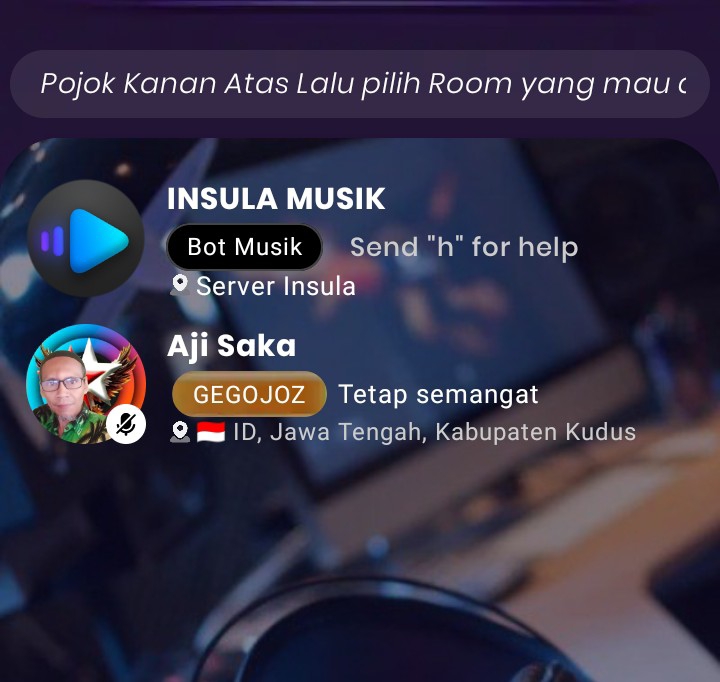 Pojok Kanan Atas Lalu pilih Room yang mau
INSULA MUSIK
Bot Musik Send "h" for help
Server Insula
Aji Saka
GEGOJOZ Tetap semangat
ID, Jawa Tengah, Kabupaten Kudus